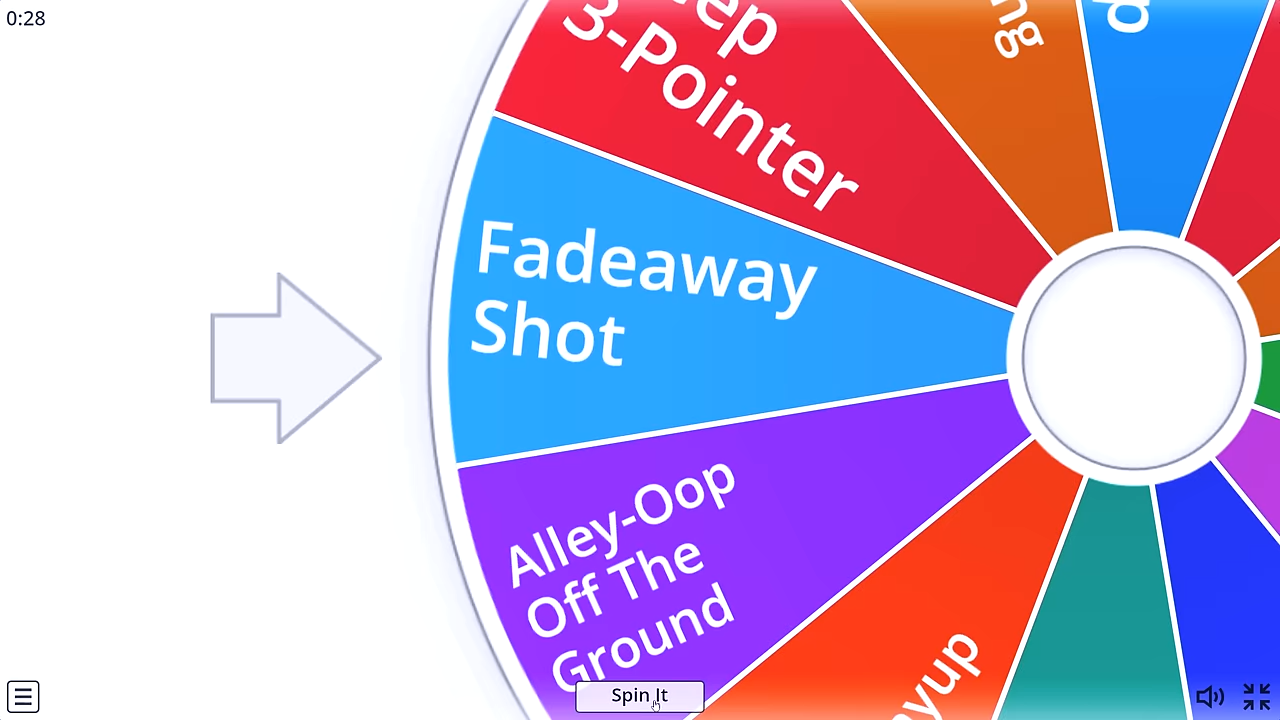 0:28
3-Pointer
Fadeaway
Shot
Alley-Oop
Off The
Ground
Spin It